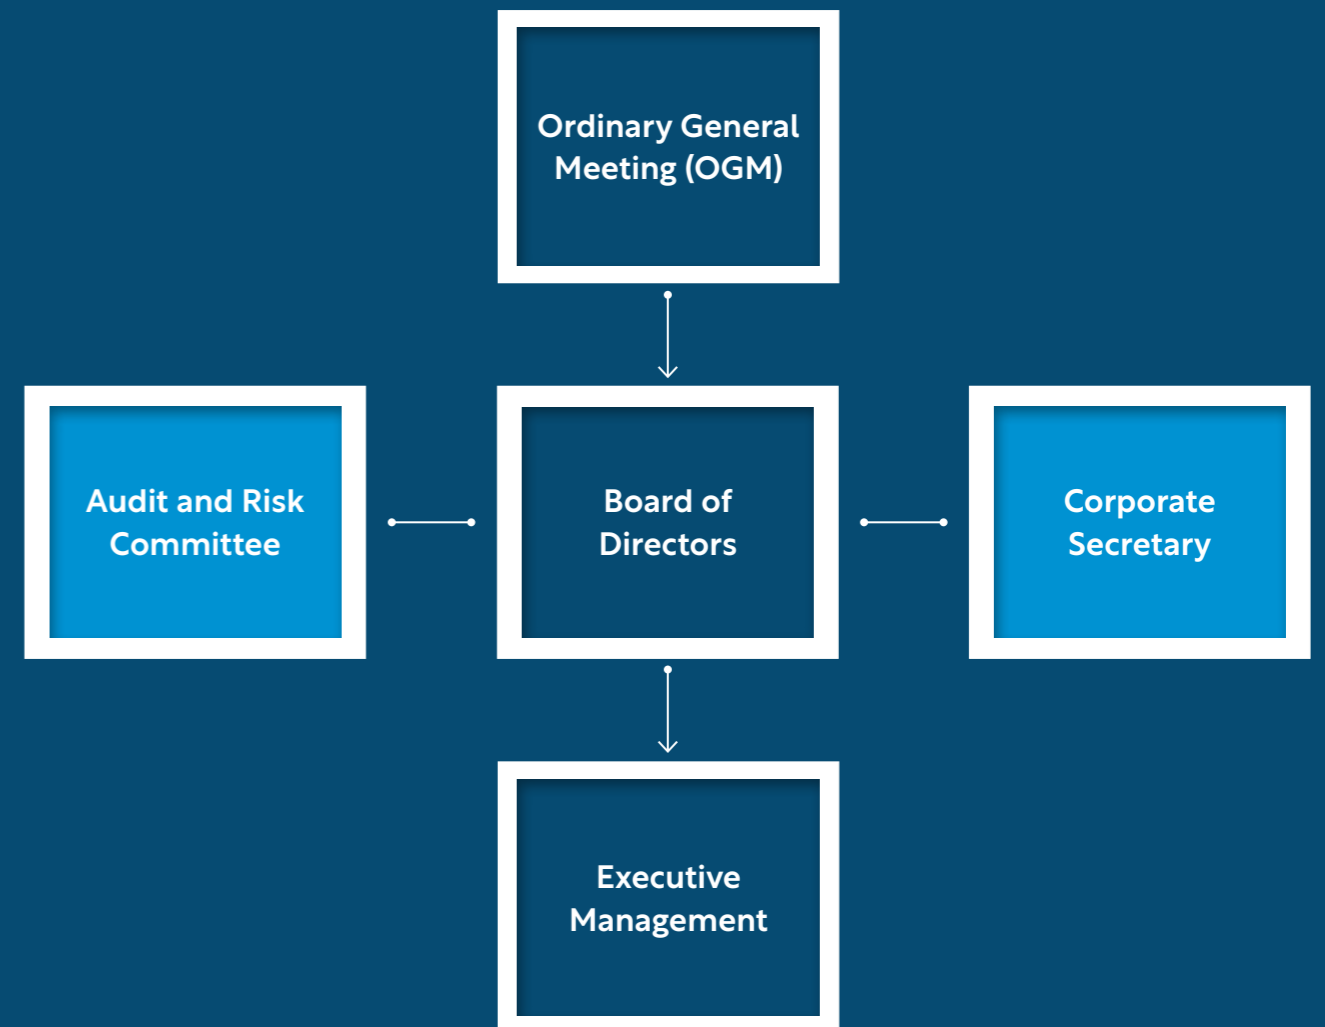 Ordinary General
Meeting (OGM)
Audit and Risk
Committee
Board of
Directors
Corporate
Secretary
Executive
Management